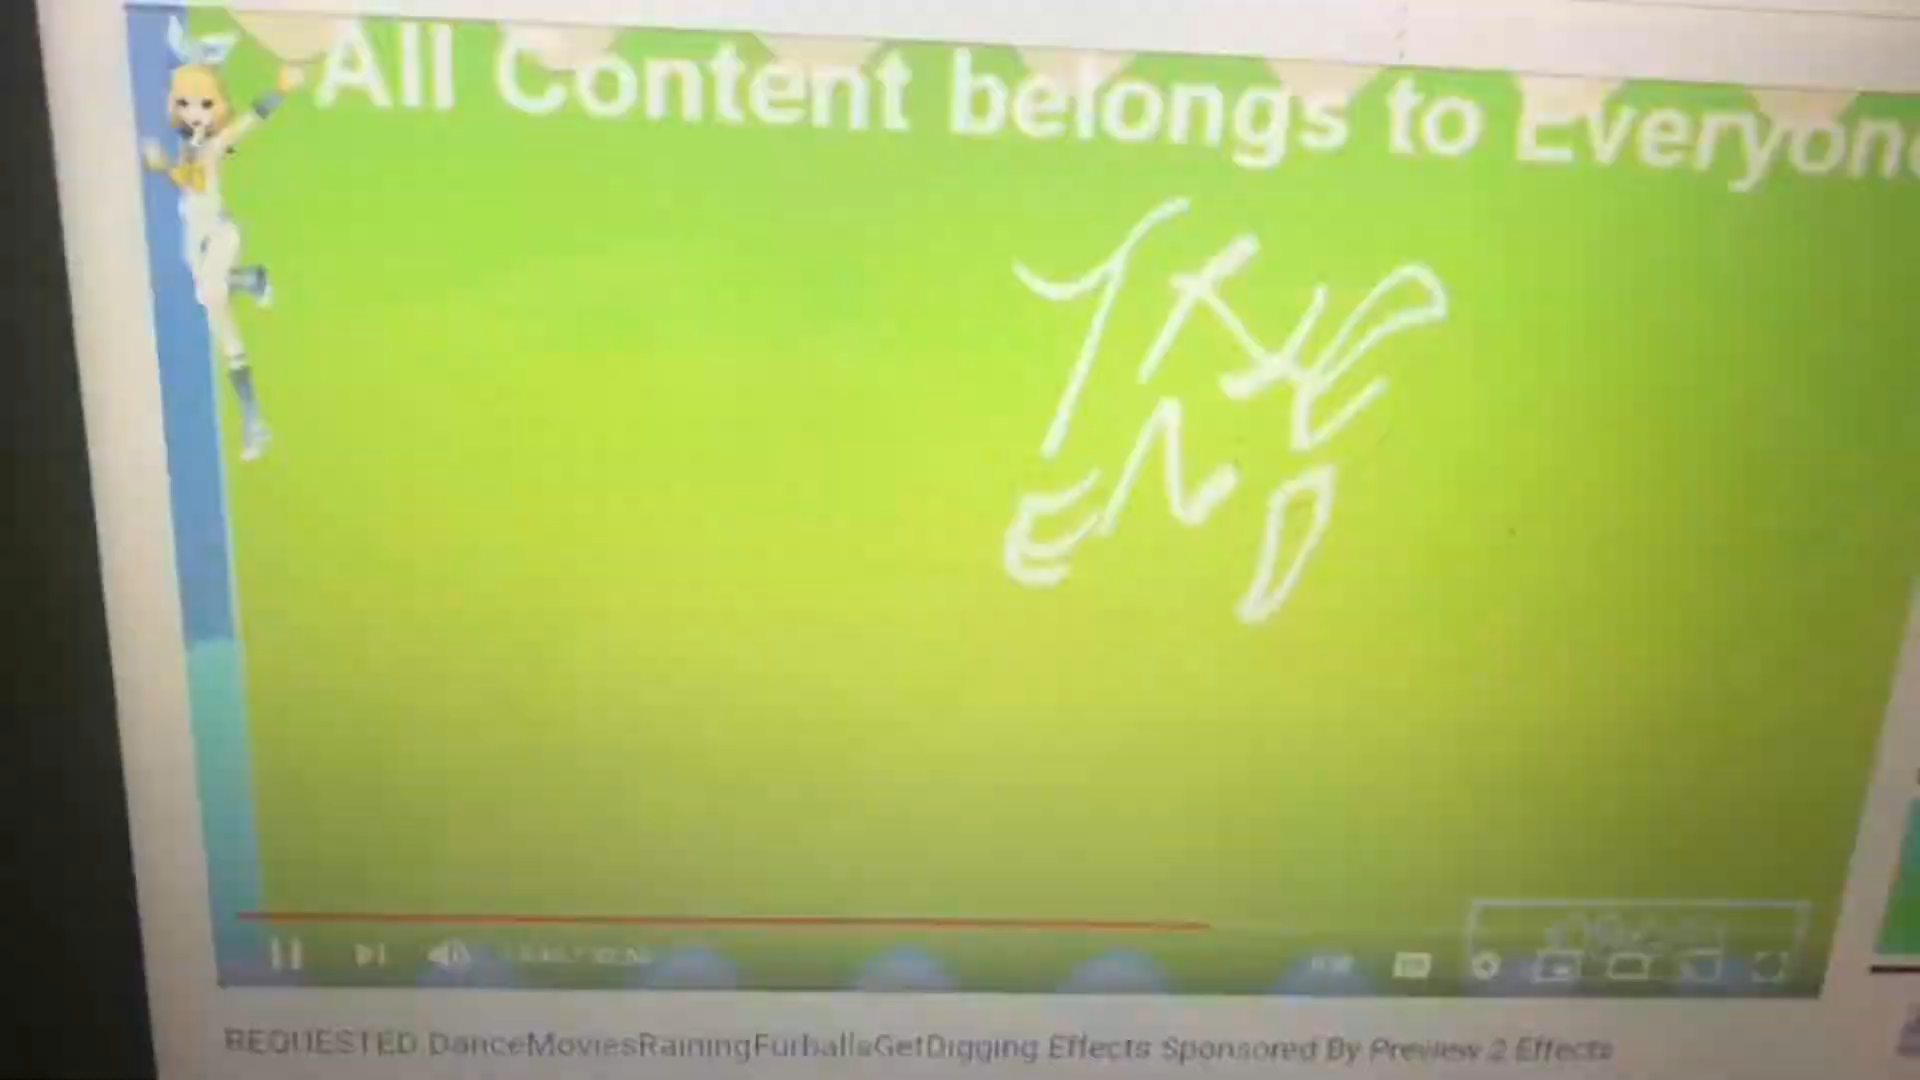 All Content belongs to Everyone
THE
END
REQUESTED DanceMoviesRainingFurballsGetDigging Effects Sponsored By Preview 2 Effects